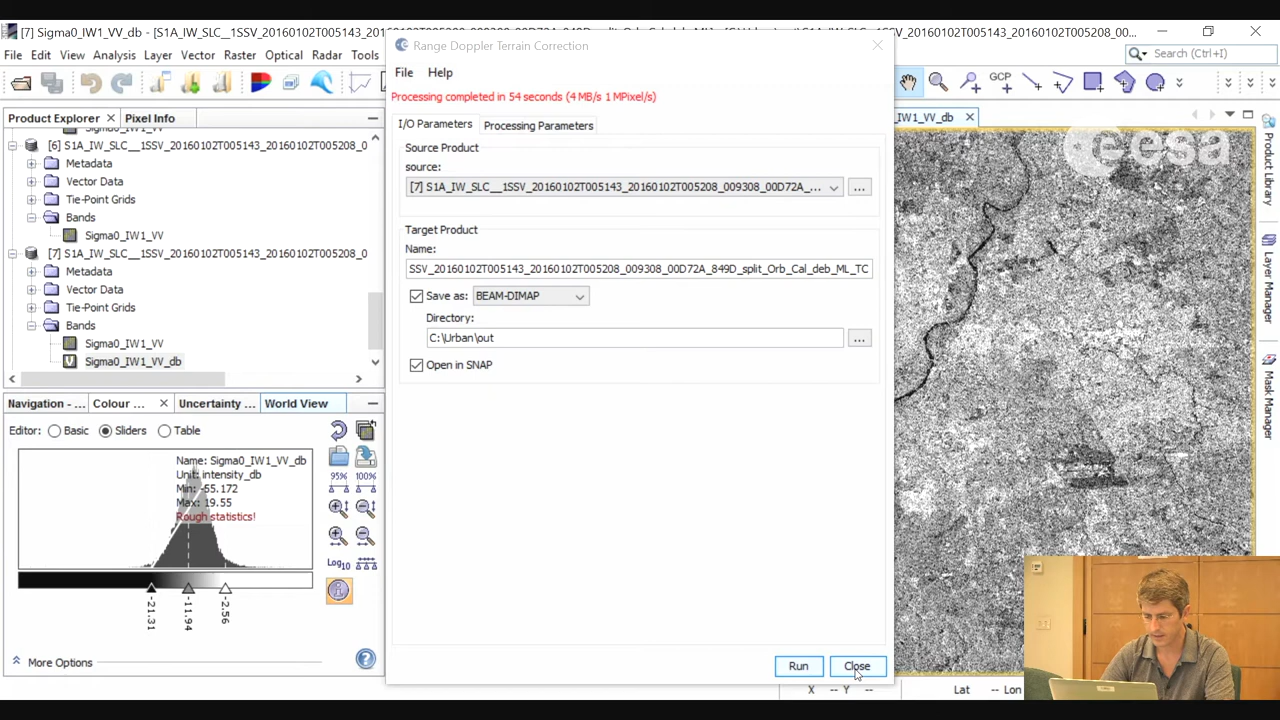 [7] Sigma0_IW1_VV_db - [S1A_IW_SLC__1SSV_20160102T005143_20
File Edit View Analysis Layer Vector Raster Optical Radar Tools
Search (Ctrl+I)
GCP
Range Doppler Terrain Correction
File Help
Processing completed in 54 seconds (4 MB/s 1 MPixel/s)
I/O Parameters Processing Parameters
Source Product
source:
[7] S1A_IW_SLC__1SSV_20160102T005143_20160102T005208_009308_00D72A_...
...
Target Product
Name:
SSV_20160102T005143_20160102T005208_009308_00D72A_849D_split_Orb_Cal_deb_ML_TC
Save as: BEAM-DIMAP
Directory:
C:\Urban\out
...
Open in SNAP
Run Close
Product Explorer Pixel Info
Sigma0_IW1_VV
[6] S1A_IW_SLC__1SSV_20160102T005143_20160102T005208_0
Metadata
Vector Data
Tie-Point Grids
Bands
Sigma0_IW1_VV
[7] S1A_IW_SLC__1SSV_20160102T005143_20160102T005208_0
Metadata
Vector Data
Tie-Point Grids
Bands
Sigma0_IW1_VV
Sigma0_IW1_VV_db
Navigation - ... Colour ... Uncertainty ... World View
Editor: Basic Sliders Table
Name: Sigma0_IW1_VV_db
Unit: intensity_db
Min: -55.172
Max: 19.55
Rough statistics!
95% 100%
Log10
-21.31
-11.94
-2.56
More Options
_IW1_VV_db
esa
Product Library
Layer Manager
Mask Manager
X -- Y -- Lat -- Lon